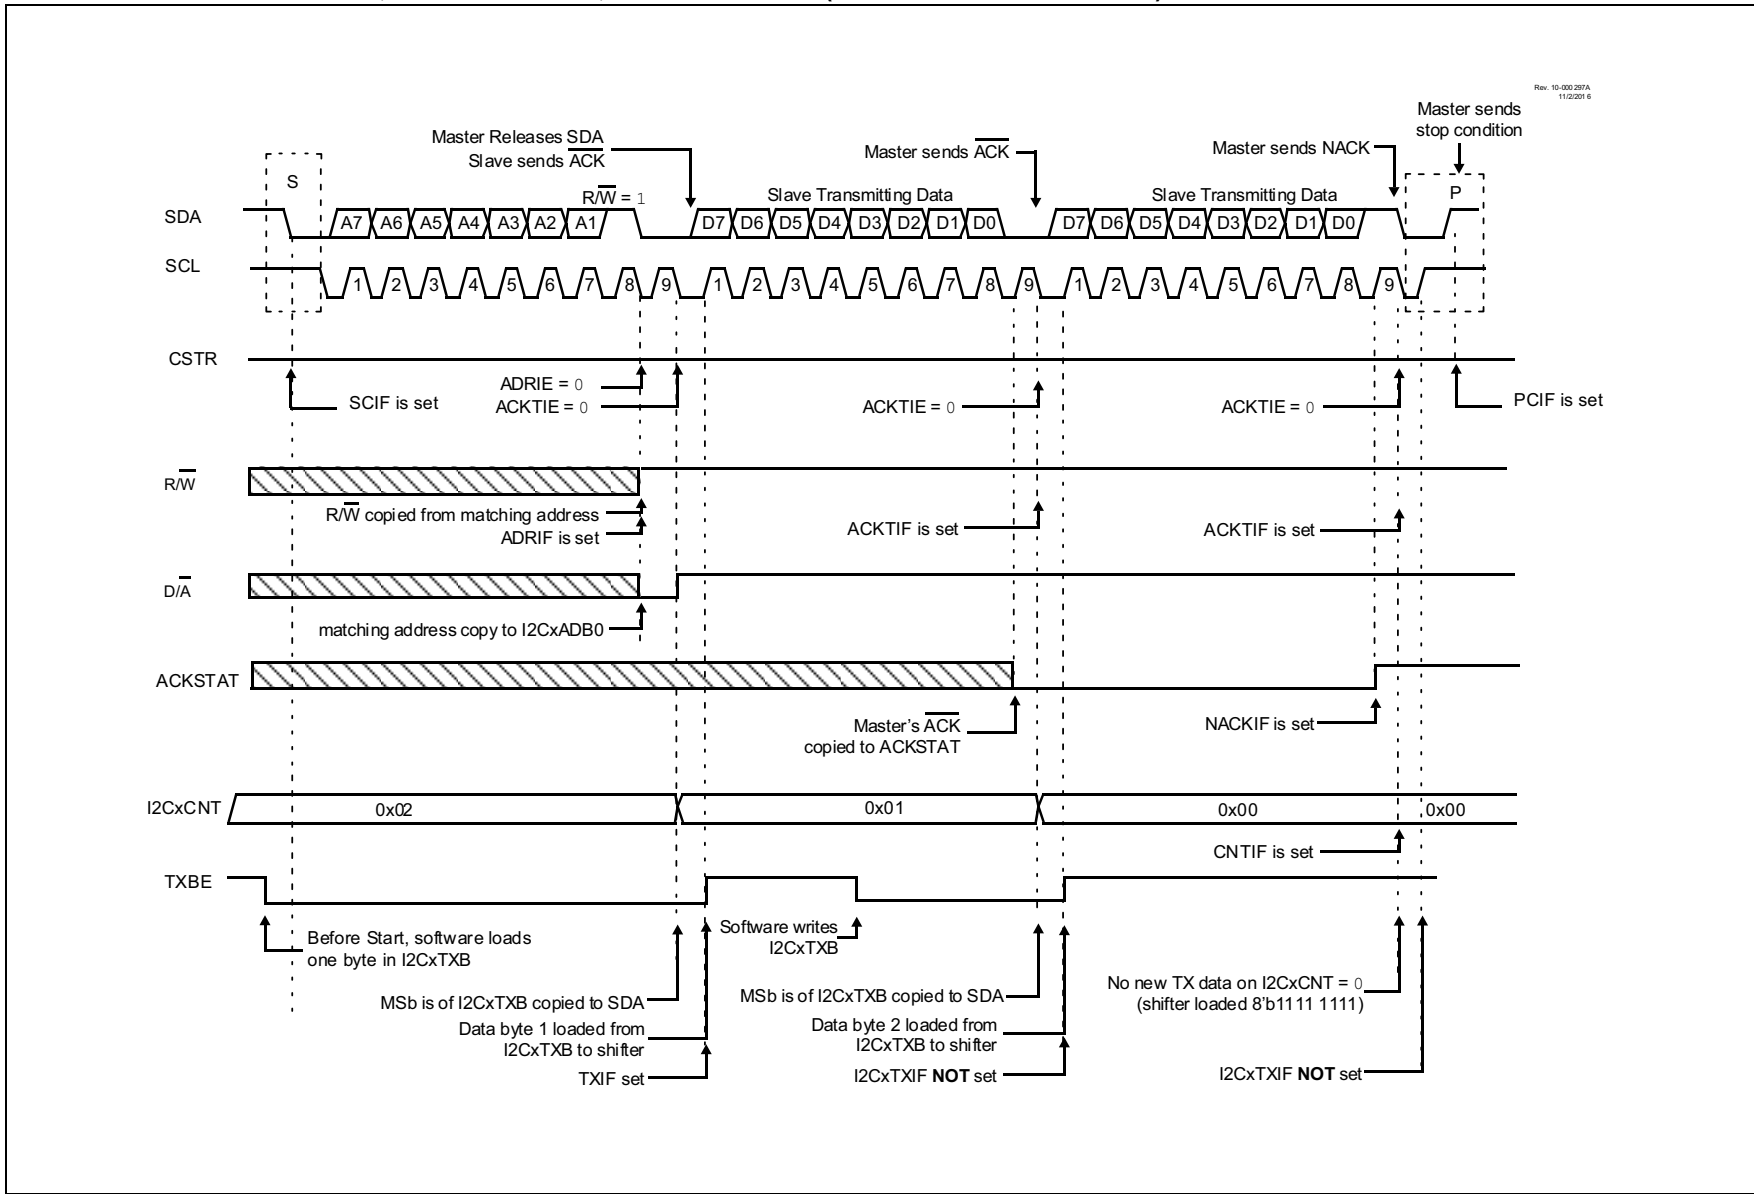 Rev. 10-000 297A
11/2/201 6
Master sends
stop condition
Master Releases SDA
Slave sends A̅C̅K̅
Master sends A̅C̅K̅
Master sends NACK
S
R/W̅ = 1
Slave Transmitting Data
Slave Transmitting Data
P
SDA
A7 A6 A5 A4 A3 A2 A1
D7 D6 D5 D4 D3 D2 D1 D0
D7 D6 D5 D4 D3 D2 D1 D0
SCL
1 2 3 4 5 6 7 8 9
1 2 3 4 5 6 7 8 9
1 2 3 4 5 6 7 8 9
CSTR
SCIF is set
ADRIE = 0
ACKTIE = 0
ACKTIE = 0
ACKTIE = 0
PCIF is set
R/W̅
R/W̅ copied from matching address
ADRIF is set
ACKTIF is set
ACKTIF is set
D/A̅
matching address copy to I2CxADB0
ACKSTAT
Master's A̅C̅K̅
copied to ACKSTAT
NACKIF is set
I2CxCNT
0x02
0x01
0x00
0x00
CNTIF is set
TXBE
Before Start, software loads
one byte in I2CxTXB
Software writes
I2CxTXB
MSb is of I2CxTXB copied to SDA
Data byte 1 loaded from
I2CxTXB to shifter
TXIF set
MSb is of I2CxTXB copied to SDA
Data byte 2 loaded from
I2CxTXB to shifter
I2CxTXIF NOT set
No new TX data on I2CxCNT = 0
(shifter loaded 8'b1111 1111)
I2CxTXIF NOT set